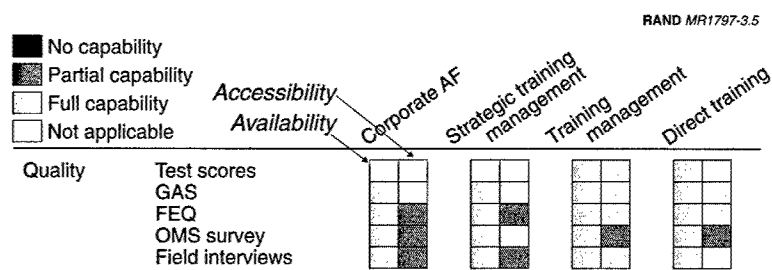 RAND MR1797-3.5
No capability
Partial capability
Full capability
Not applicable
Accessibility
Availability
Corporate AF
Strategic training
management
Training
management
Direct training
Quality
Test scores
GAS
FEQ
OMS survey
Field interviews